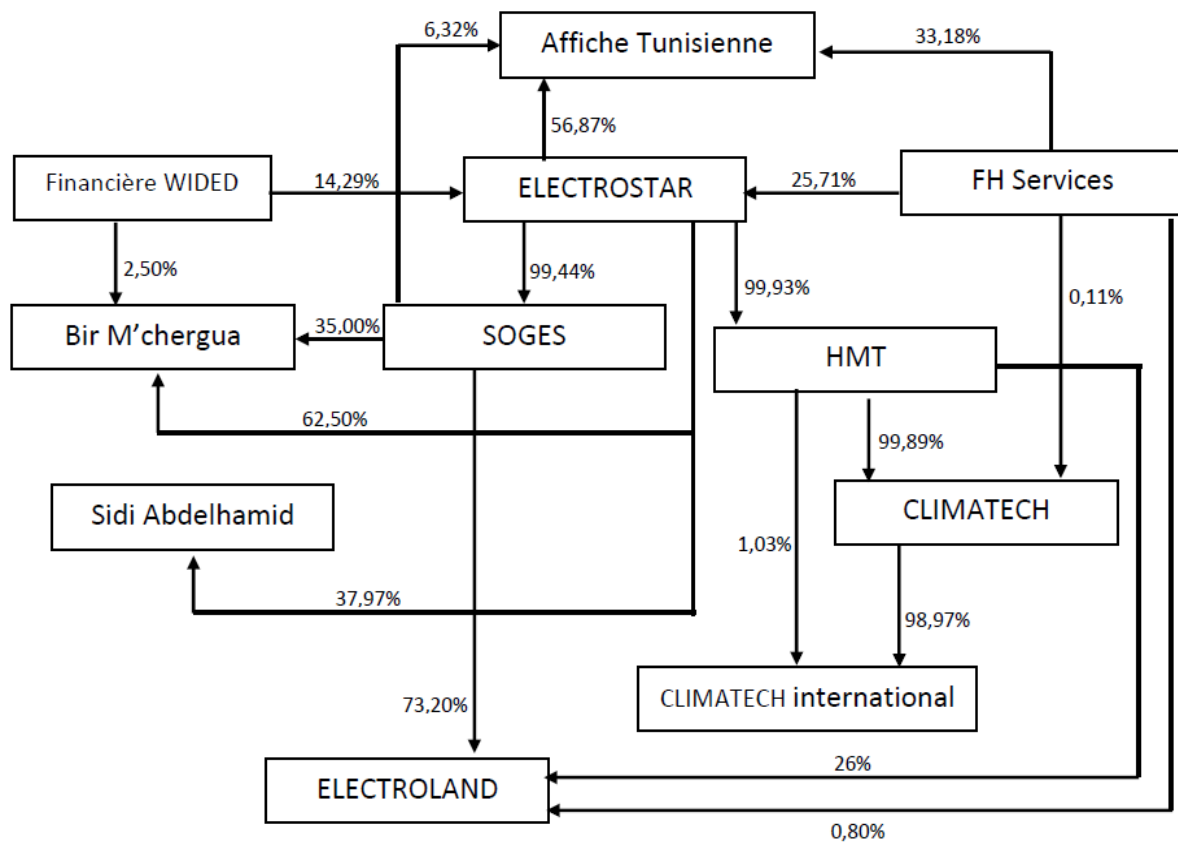 6,32%
Affiche Tunisienne
33,18%
56,87%
Financière WIDED
14,29%
ELECTROSTAR
25,71%
FH Services
2,50%
99,44%
99,93%
0,11%
Bir M’chergua
35,00%
SOGES
HMT
62,50%
99,89%
Sidi Abdelhamid
CLIMATECH
1,03%
37,97%
98,97%
CLIMATECH international
73,20%
26%
ELECTROLAND
0,80%